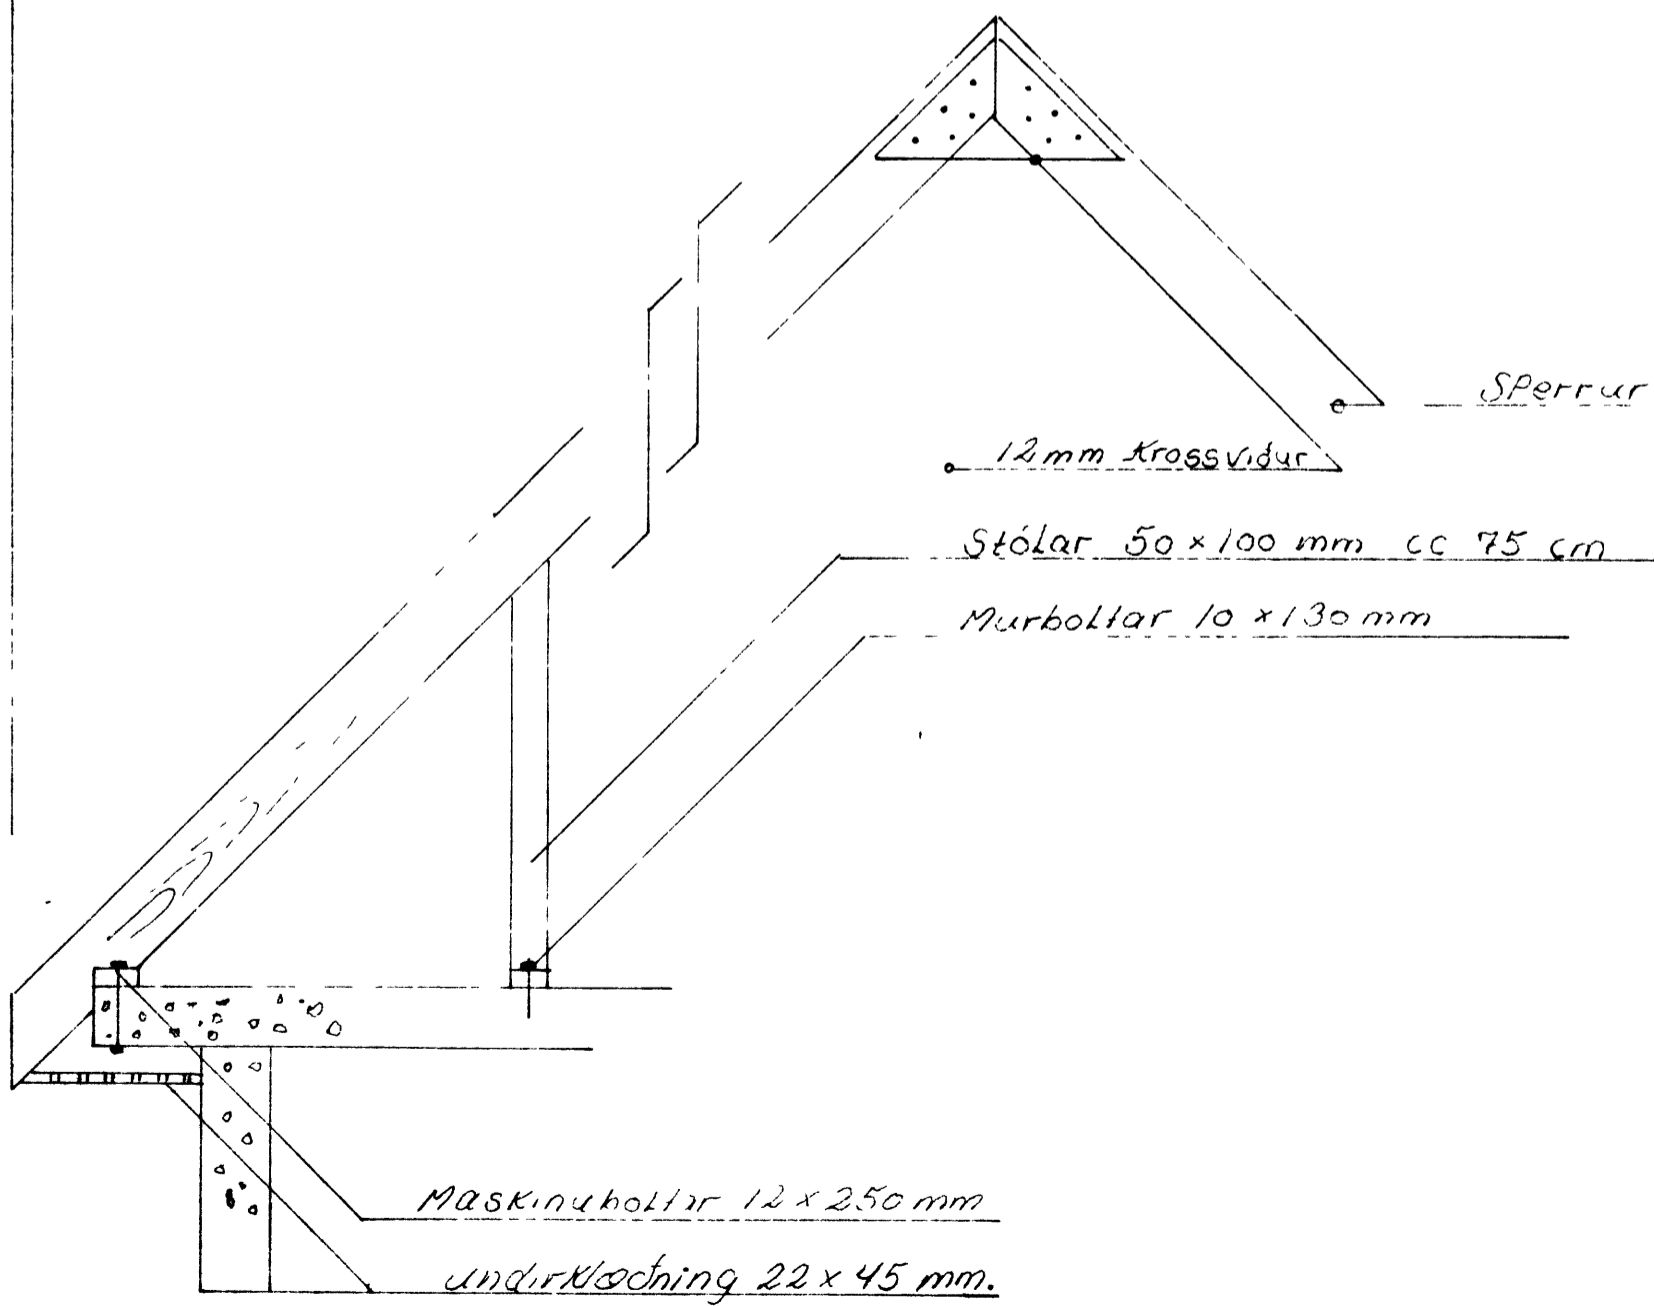 Sperrur
12mm Krossviður
Stólar 50 x 100 mm cc 75 cm
Murboltar 10 x 130 mm
Maskinuboltar 12 x 250 mm
undirklæðning 22 x 45 mm.